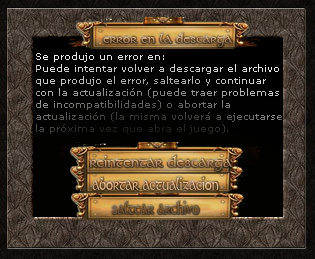 ERROR EN LA DESCARGA
Se produjo un error en:
Puede intentar volver a descargar el archivo
que produjo el error, saltearlo y continuar
con la actualización (puede traer problemas
de incompatibilidades) o abortar la
actualización (la misma volverá a ejecutarse
la próxima vez que abra el juego).
REINTENTAR DESCARGA
ABORTAR ACTUALIZACION
SALTEAR ARCHIVO